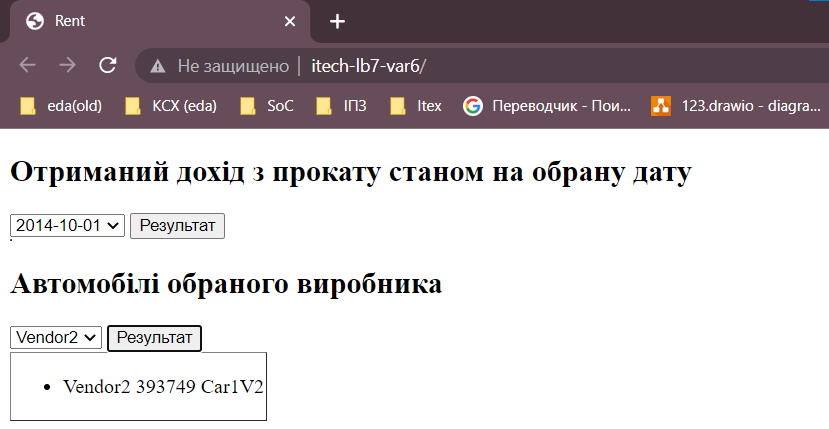 Rent
Не защищено | itech-lb7-var6/
eda(old) КСХ (eda) SoC ІПЗ Itex Переводчик - Пои... 123.drawio - diagra...
Отриманий дохід з прокату станом на обрану дату
2014-10-01 Результат
Автомобілі обраного виробника
Vendor2 Результат
• Vendor2 393749 Car1V2